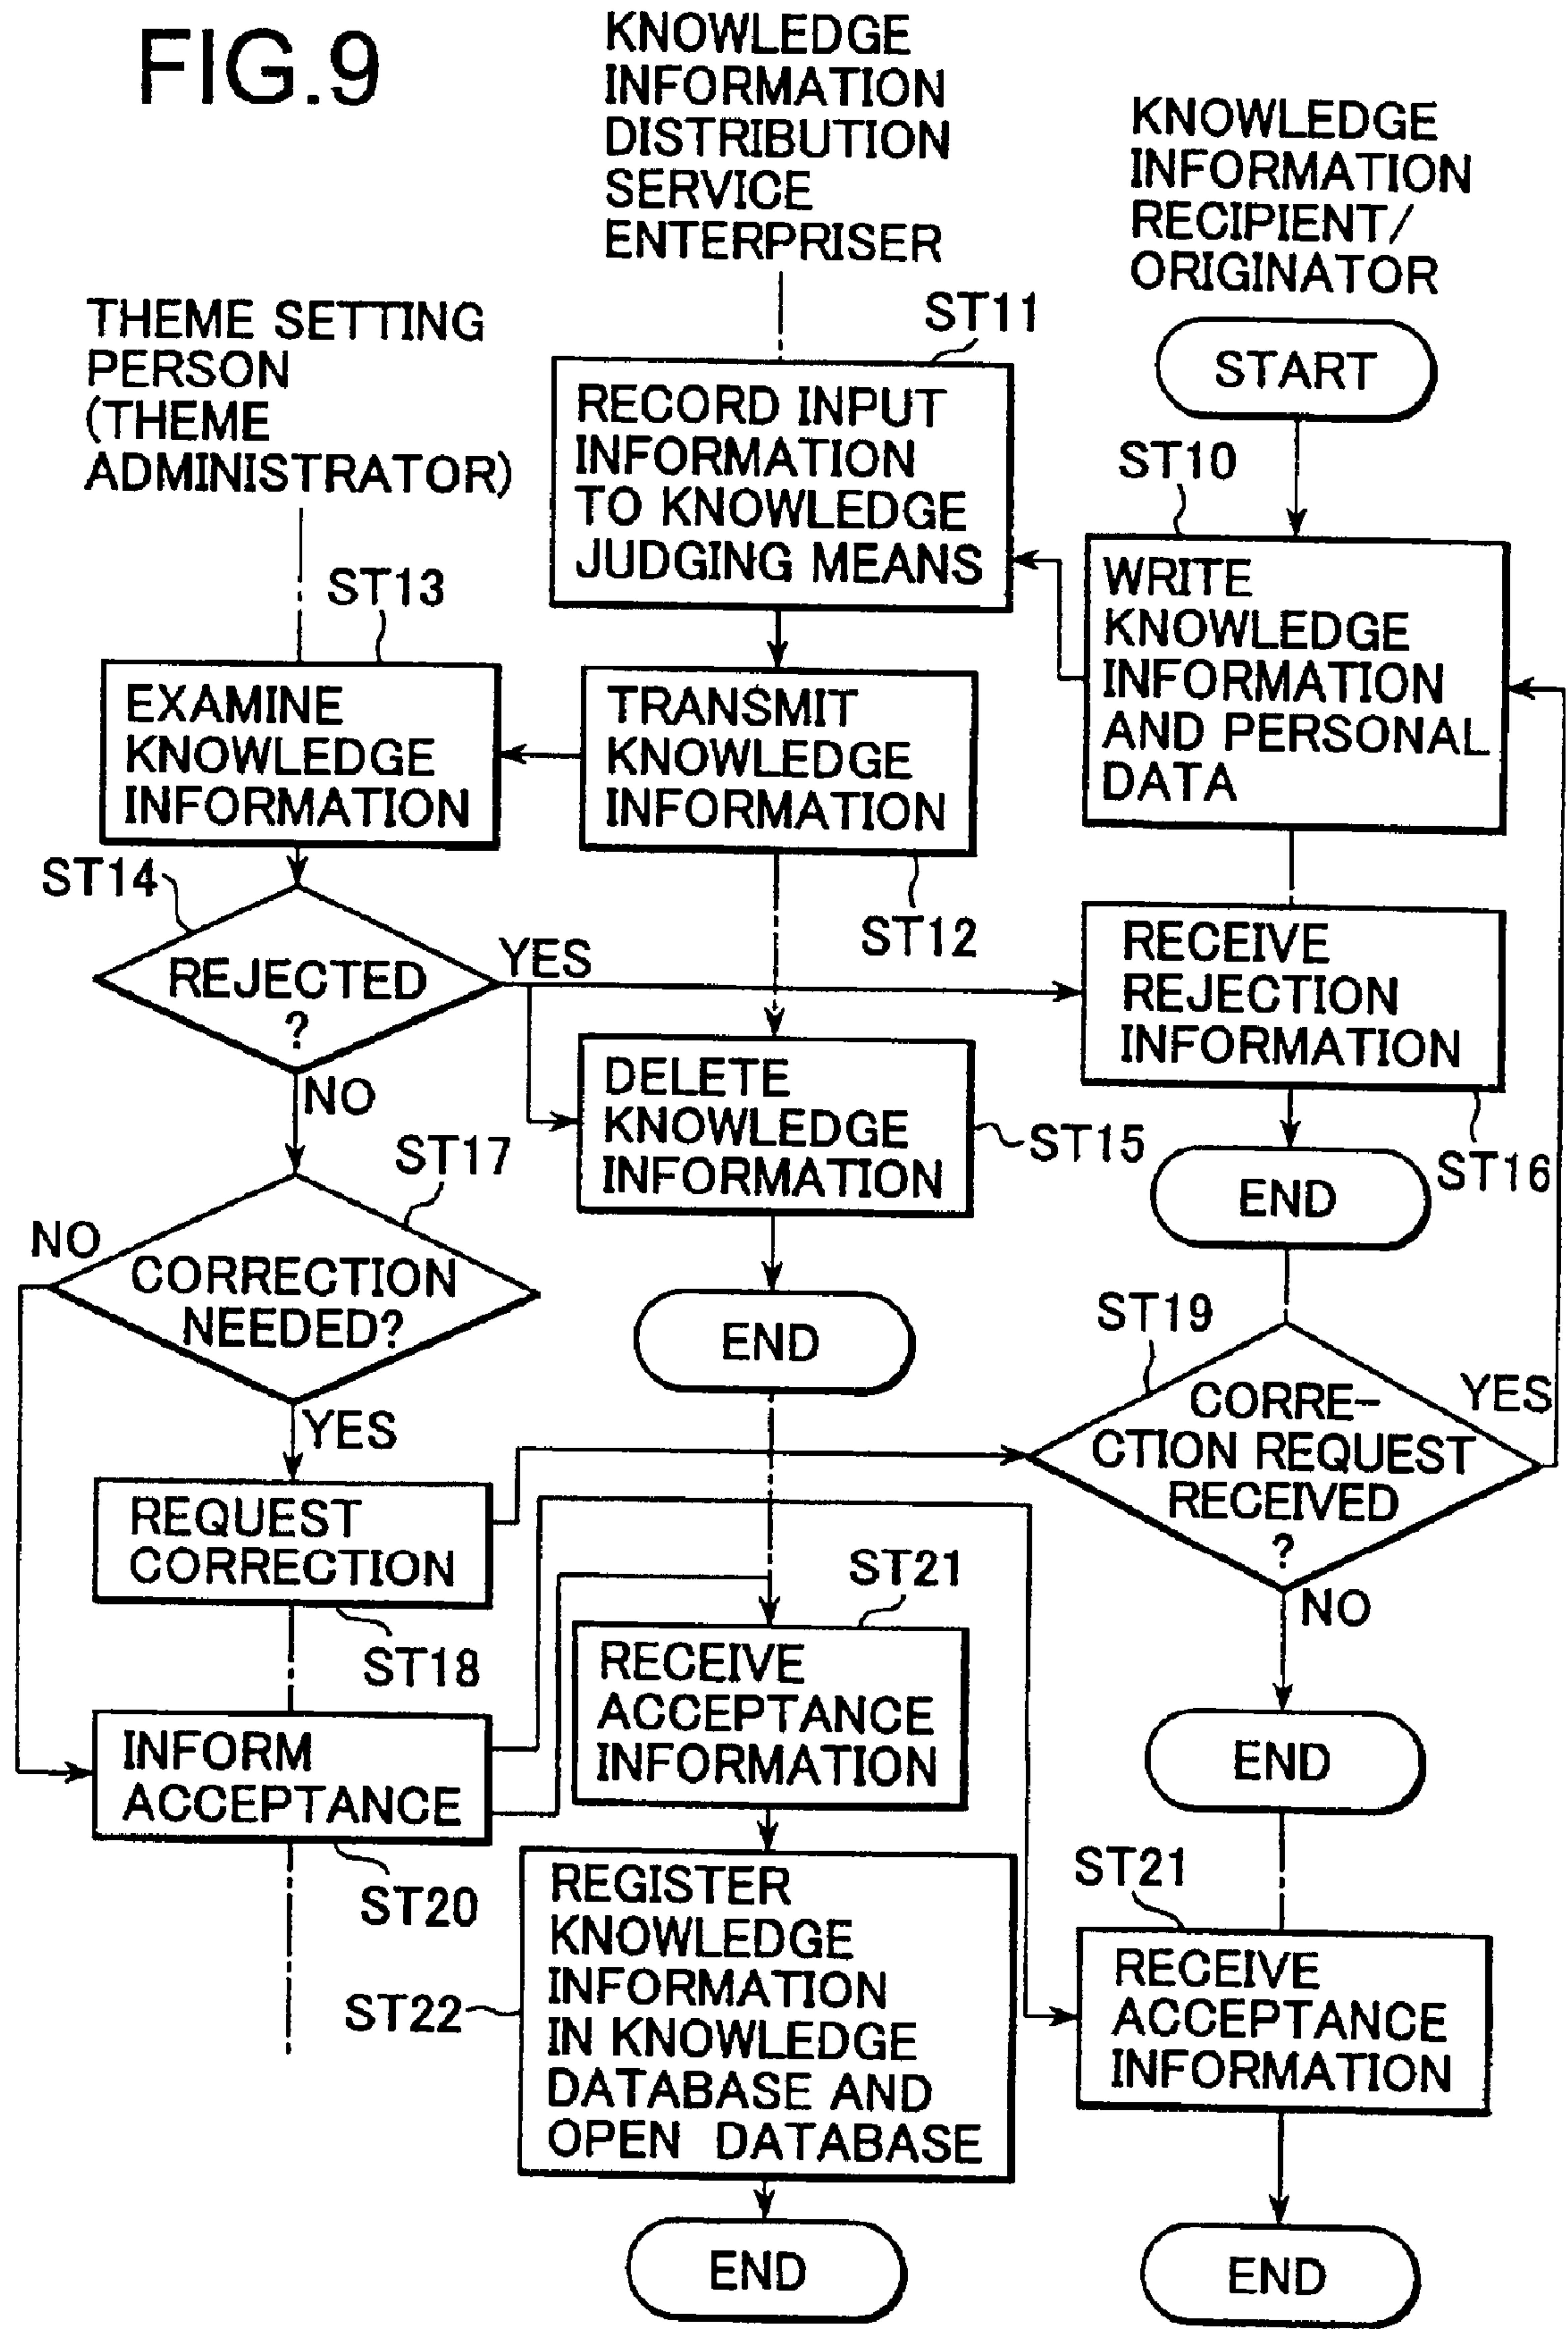 FIG.9
KNOWLEDGE
INFORMATION
DISTRIBUTION
SERVICE
ENTERPRISER
KNOWLEDGE
INFORMATION
RECIPIENT/
ORIGINATOR
THEME SETTING
PERSON
(THEME
ADMINISTRATOR)
START
ST11
RECORD INPUT
INFORMATION
TO KNOWLEDGE
JUDGING MEANS
ST10
WRITE
KNOWLEDGE
INFORMATION
AND PERSONAL
DATA
ST13
EXAMINE
KNOWLEDGE
INFORMATION
TRANSMIT
KNOWLEDGE
INFORMATION
ST12
ST14
REJECTED
?
YES
NO
RECEIVE
REJECTION
INFORMATION
ST16
END
DELETE
KNOWLEDGE
INFORMATION
ST15
END
ST17
CORRECTION
NEEDED?
NO
YES
ST19
CORRE-
CTION REQUEST
RECEIVED
?
YES
NO
END
REQUEST
CORRECTION
ST18
INFORM
ACCEPTANCE
ST20
ST21
RECEIVE
ACCEPTANCE
INFORMATION
ST22
REGISTER
KNOWLEDGE
INFORMATION
IN KNOWLEDGE
DATABASE AND
OPEN DATABASE
END
ST21
RECEIVE
ACCEPTANCE
INFORMATION
END